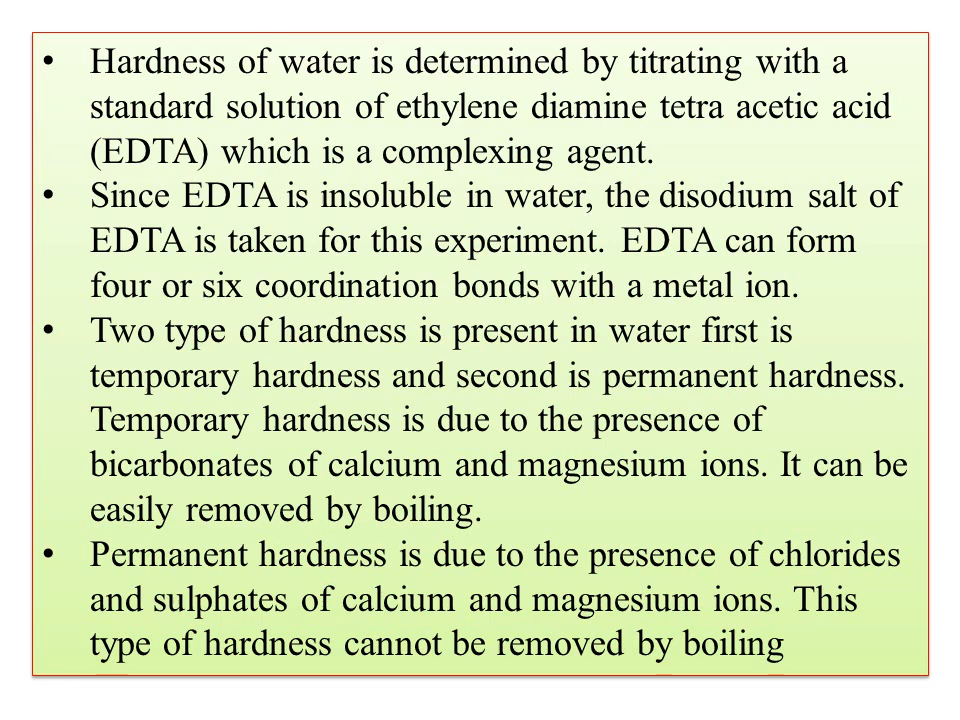 • Hardness of water is determined by titrating with a
standard solution of ethylene diamine tetra acetic acid
(EDTA) which is a complexing agent.
• Since EDTA is insoluble in water, the disodium salt of
EDTA is taken for this experiment. EDTA can form
four or six coordination bonds with a metal ion.
• Two type of hardness is present in water first is
temporary hardness and second is permanent hardness.
Temporary hardness is due to the presence of
bicarbonates of calcium and magnesium ions. It can be
easily removed by boiling.
• Permanent hardness is due to the presence of chlorides
and sulphates of calcium and magnesium ions. This
type of hardness cannot be removed by boiling